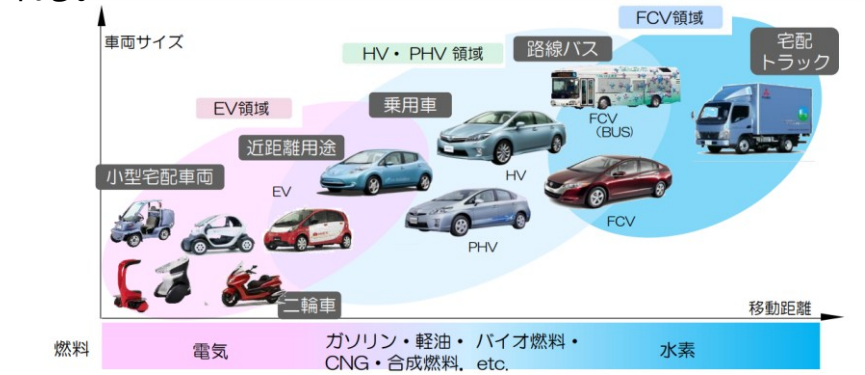 車両サイズ
FCV領域
HV・PHV 領域
路線バス
宅配
トラック
EV領域
乗用車
近距離用途
小型宅配車両
FCV
(BUS)
EV
HV
PHV
FCV
二輪車
移動距離
燃料
電気
ガソリン・軽油・バイオ燃料・
CNG・合成燃料, etc.
水素